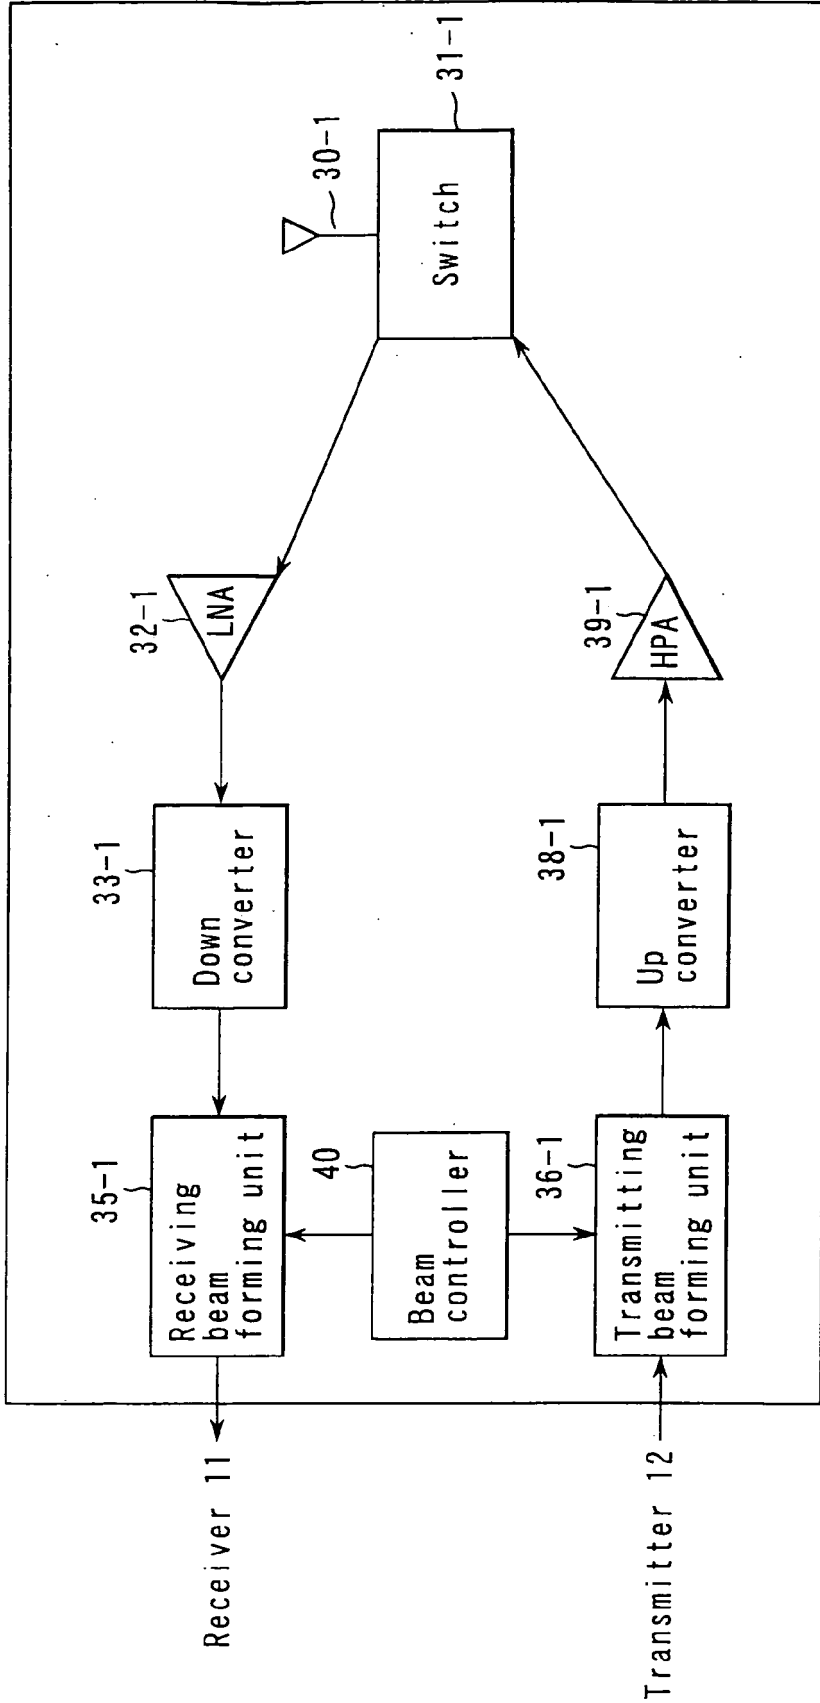 Receiver 11
35-1
Receiving
beam
forming unit
33-1
Down
converter
32-1
LNA
30-1
31-1
Switch
40
Beam
controller
Transmitter 12
36-1
Transmitting
beam
forming unit
38-1
Up
converter
39-1
HPA